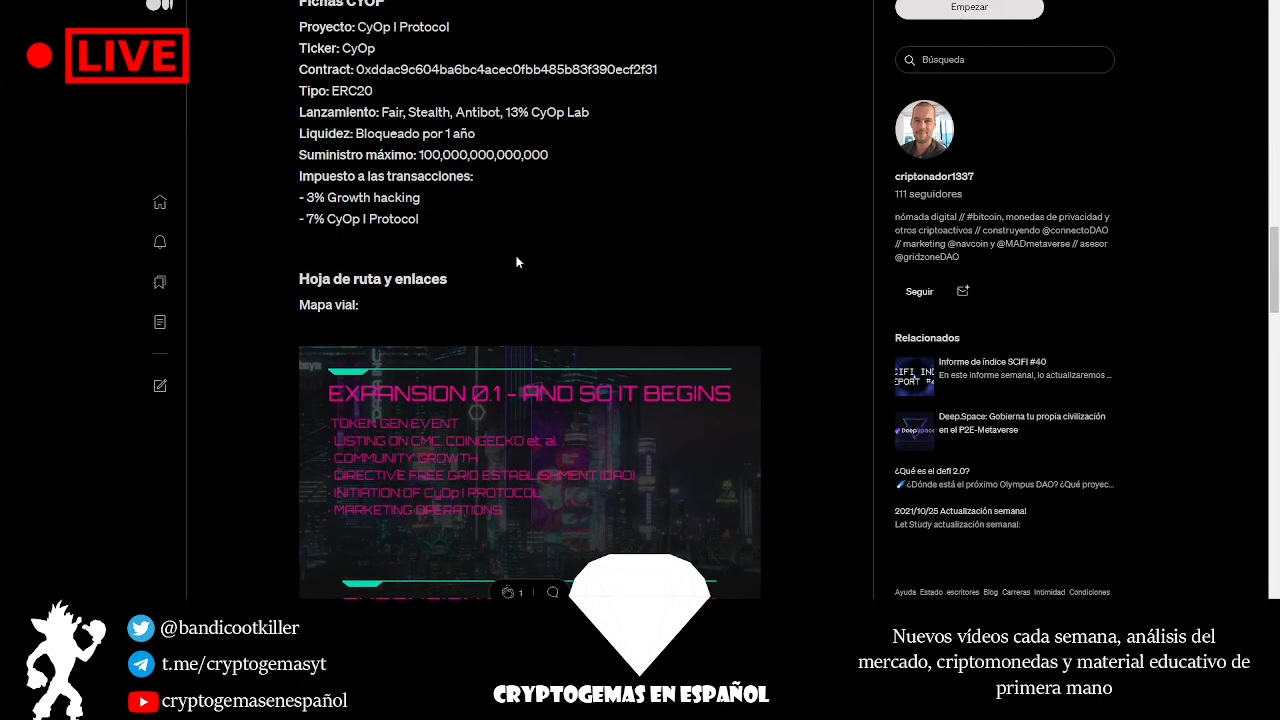 Fichas CYOP
LIVE
Proyecto: CyOp | Protocol
Ticker: CyOp
Contract: 0xddac9c604ba6bc4acec0fbb485b83f390ecf2f31
Tipo: ERC20
Lanzamiento: Fair, Stealth, Antibot, 13% CyOp Lab
Liquidez: Bloqueado por 1 año
Suministro máximo: 100,000,000,000,000
Impuesto a las transacciones:
- 3% Growth hacking
- 7% CyOp | Protocol
Hoja de ruta y enlaces
Mapa vial:
EXPANSION 0.1 - AND SO IT BEGINS
TOKEN GEN EVENT
· LISTING ON CMC, COINGECKO et. al.
· COMMUNITY GROWTH
· DIRECTIVE FREE GRID ESTABLISHMENT (DAO)
· INITIATION OF CyOp | PROTOCOL
· MARKETING OPERATIONS
1
Empezar
Búsqueda
criptonador1337
111 seguidores
nómada digital // #bitcoin, monedas de privacidad y
otros criptoactivos // construyendo @connectoDAO
// marketing @navcoin y @MADmetaverse // asesor
@gridzoneDAO
Seguir
Relacionados
Informe de índice SCIFI #40
En este informe semanal, lo actualizaremos ...
Deep.Space: Gobierna tu propia civilización
en el P2E-Metaverse
¿Qué es el defi 2.0?
¿Dónde está el próximo Olympus DAO? ¿Qué proyec...
2021/10/25 Actualización semanal
Let Study actualización semanal:
Ayuda Estado escritores Blog Carreras Intimidad Condiciones
@bandicootkiller
t.me/cryptogemasyt
cryptogemasenespañol
CRYPTOGEMAS EN ESPAÑOL
Nuevos vídeos cada semana, análisis del
mercado, criptomonedas y material educativo de
primera mano